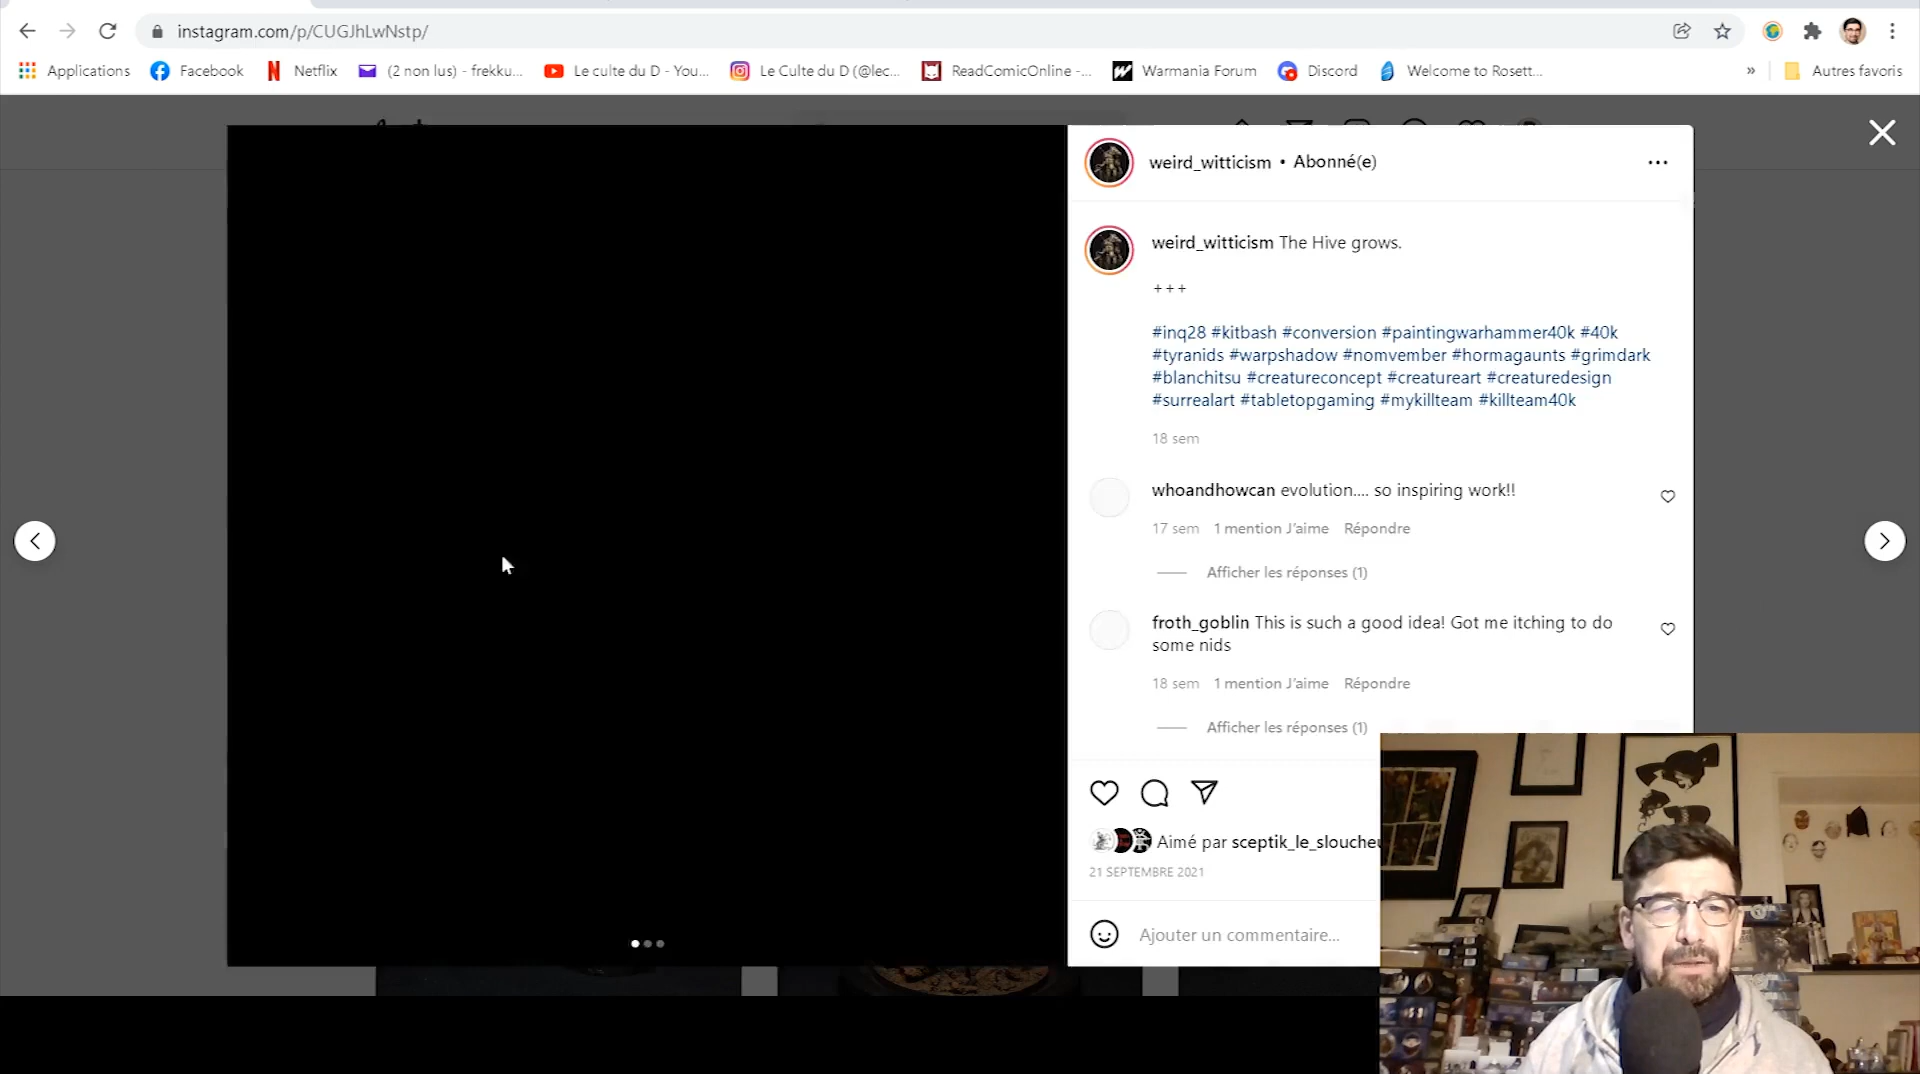 instagram.com/p/CUGJhLwNstp/
Applications Facebook Netflix (2 non lus) - frekku... Le culte du D - You... Le Culte du D (@lec... ReadComicOnline -... Warmania Forum Discord Welcome to Rosett... » Autres favoris
weird_witticism • Abonné(e)
weird_witticism The Hive grows.
+++
#inq28 #kitbash #conversion #paintingwarhammer40k #40k
#tyranids #warpshadow #nomvember #hormagaunts #grimdark
#blanchitsu #creatureconcept #creatureart #creaturedesign
#surrealart #tabletopgaming #mykillteam #killteam40k
18 sem
whoandhowcan evolution.... so inspiring work!!
17 sem 1 mention J'aime Répondre
Afficher les réponses (1)
froth_goblin This is such a good idea! Got me itching to do
some nids
18 sem 1 mention J'aime Répondre
Afficher les réponses (1)
Aimé par sceptik_le_sloucheu
21 SEPTEMBRE 2021
Ajouter un commentaire...